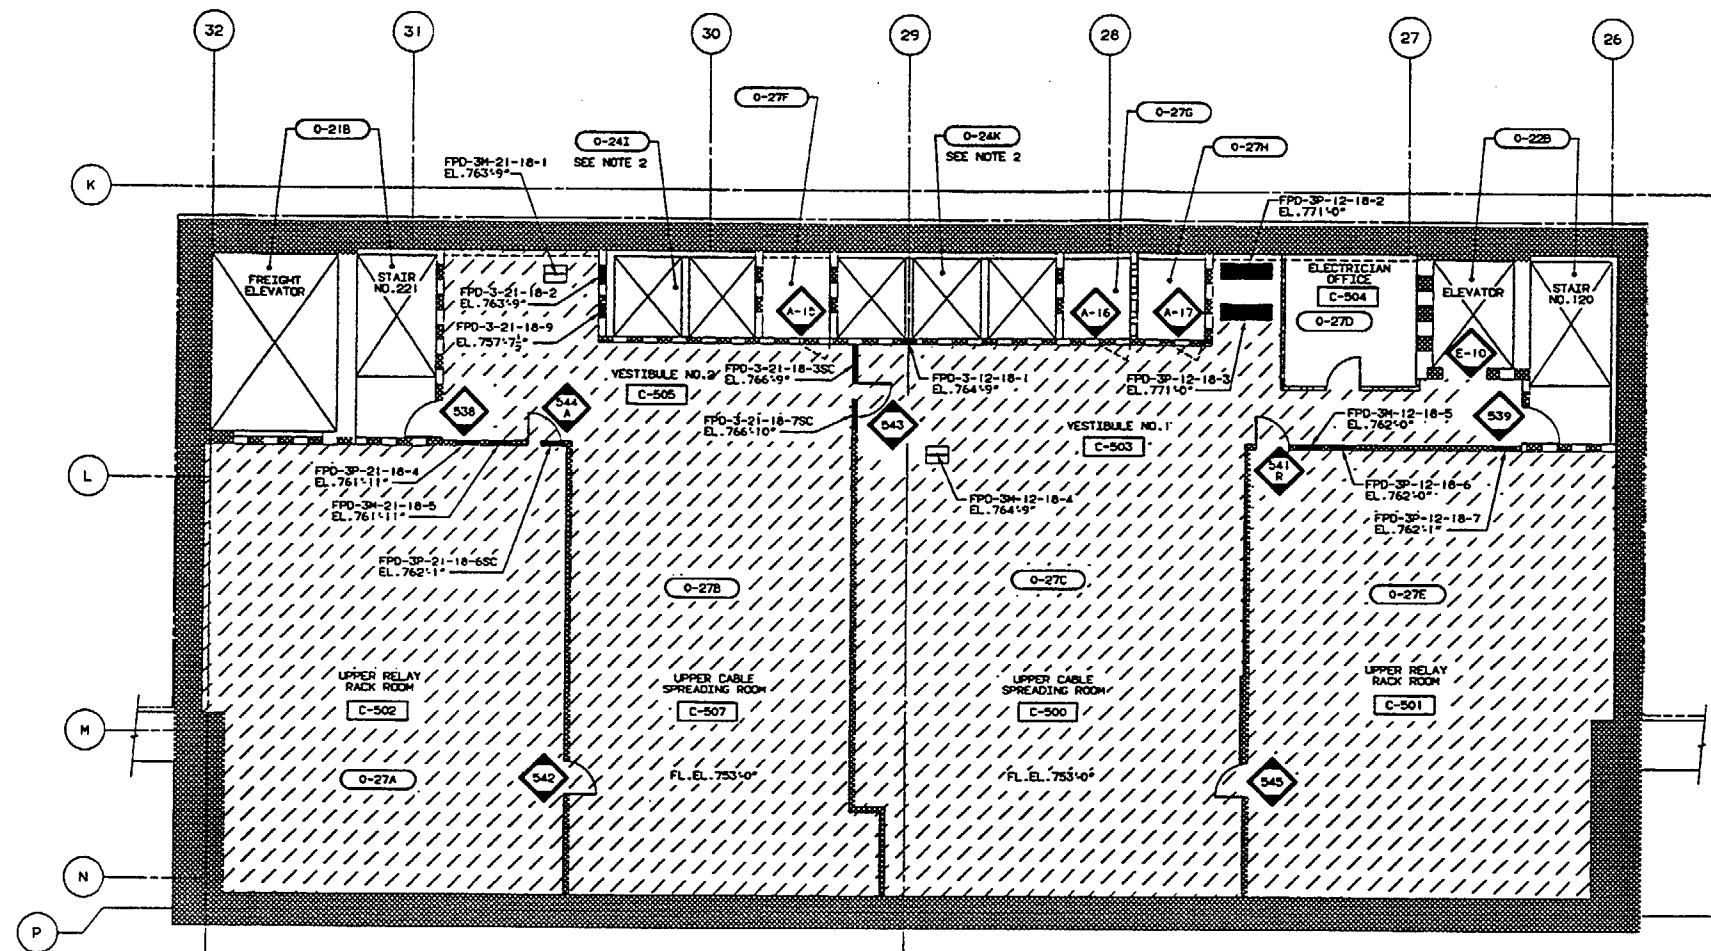 32
31
30
29
28
27
26
K
L
M
N
P
0-21B
0-24I
SEE NOTE 2
0-27F
0-24K
SEE NOTE 2
0-27G
0-27H
0-22B
FPD-3M-21-18-1
EL.763'-9"
FPD-3P-12-18-2
EL.771'-0"
FREIGHT
ELEVATOR
STAIR
NO.221
FPD-3-21-18-2
EL.763'-9"
FPD-3-21-18-9
EL.757'-7½"
A-15
A-16
A-17
ELECTRICIAN
OFFICE
C-504
0-27D
ELEVATOR
E-10
STAIR
NO.120
VESTIBULE NO.2
C-505
FPD-3-21-18-3SC
EL.766'-9"
FPD-3-12-18-1
EL.764'-9"
FPD-3P-12-18-3
EL.771'-0"
538
544
A
FPD-3-21-18-7SC
EL.766'-10"
543
VESTIBULE NO.1
C-503
FPD-3M-12-18-5
EL.762'-0"
539
FPD-3P-21-18-4
EL.761'-11"
FPD-3M-21-18-5
EL.761'-11"
FPD-3P-21-18-6SC
EL.762'-1"
FPD-3M-12-18-4
EL.764'-9"
541
R
FPD-3P-12-18-6
EL.762'-0"
FPD-3P-12-18-7
EL.762'-1"
0-27B
0-27C
0-27E
UPPER RELAY
RACK ROOM
C-502
UPPER CABLE
SPREADING ROOM
C-507
UPPER CABLE
SPREADING ROOM
C-500
UPPER RELAY
RACK ROOM
C-501
0-27A
542
FL.EL.753'-0"
FL.EL.753'-0"
545